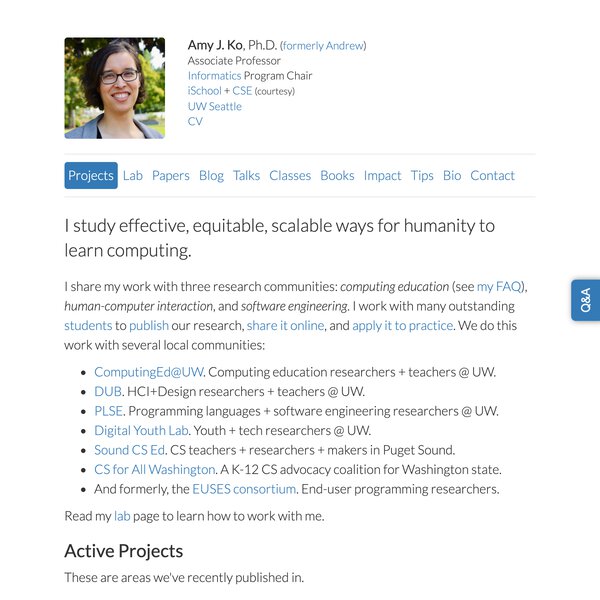 Amy J. Ko, Ph.D. (formerly Andrew)
Associate Professor
Informatics Program Chair
iSchool + CSE (courtesy)
UW Seattle
CV
Projects Lab Papers Blog Talks Classes Books Impact Tips Bio Contact
I study effective, equitable, scalable ways for humanity to
learn computing.
I share my work with three research communities: computing education (see my FAQ),
human-computer interaction, and software engineering. I work with many outstanding
students to publish our research, share it online, and apply it to practice. We do this
work with several local communities:
• ComputingEd@UW. Computing education researchers + teachers @ UW.
• DUB. HCI+Design researchers + teachers @ UW.
• PLSE. Programming languages + software engineering researchers @ UW.
• Digital Youth Lab. Youth + tech researchers @ UW.
• Sound CS Ed. CS teachers + researchers + makers in Puget Sound.
• CS for All Washington. A K-12 CS advocacy coalition for Washington state.
• And formerly, the EUSES consortium. End-user programming researchers.
Read my lab page to learn how to work with me.
Active Projects
These are areas we've recently published in.
Q&A